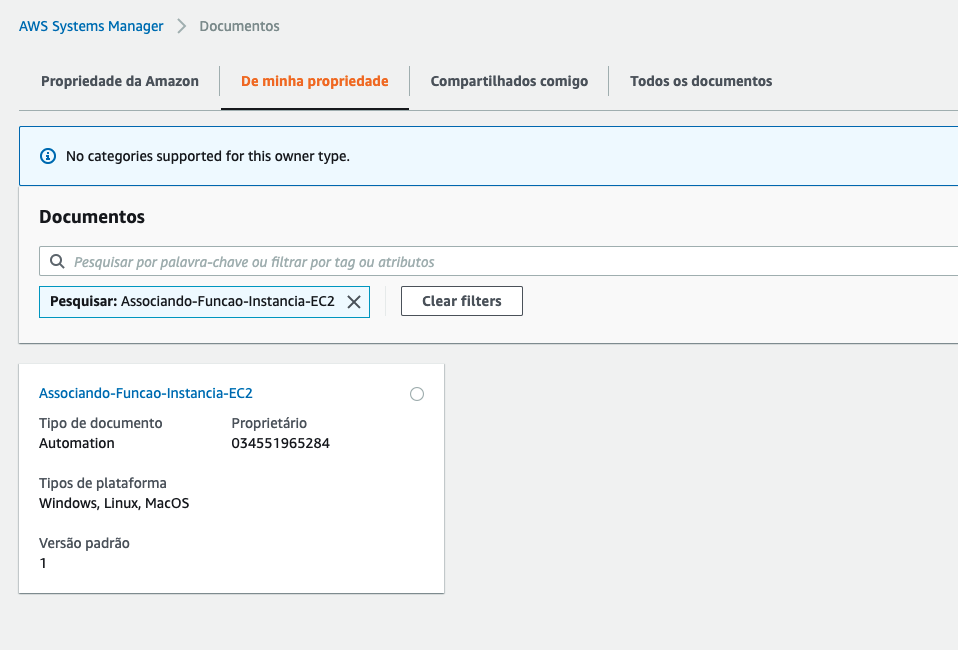 AWS Systems Manager > Documentos
Propriedade da Amazon De minha propriedade Compartilhados comigo Todos os documentos
No categories supported for this owner type.
Documentos
Pesquisar por palavra-chave ou filtrar por tag ou atributos
Pesquisar: Associando-Funcao-Instancia-EC2 Clear filters
Associando-Funcao-Instancia-EC2
Tipo de documento Proprietário
Automation 034551965284
Tipos de plataforma
Windows, Linux, MacOS
Versão padrão
1